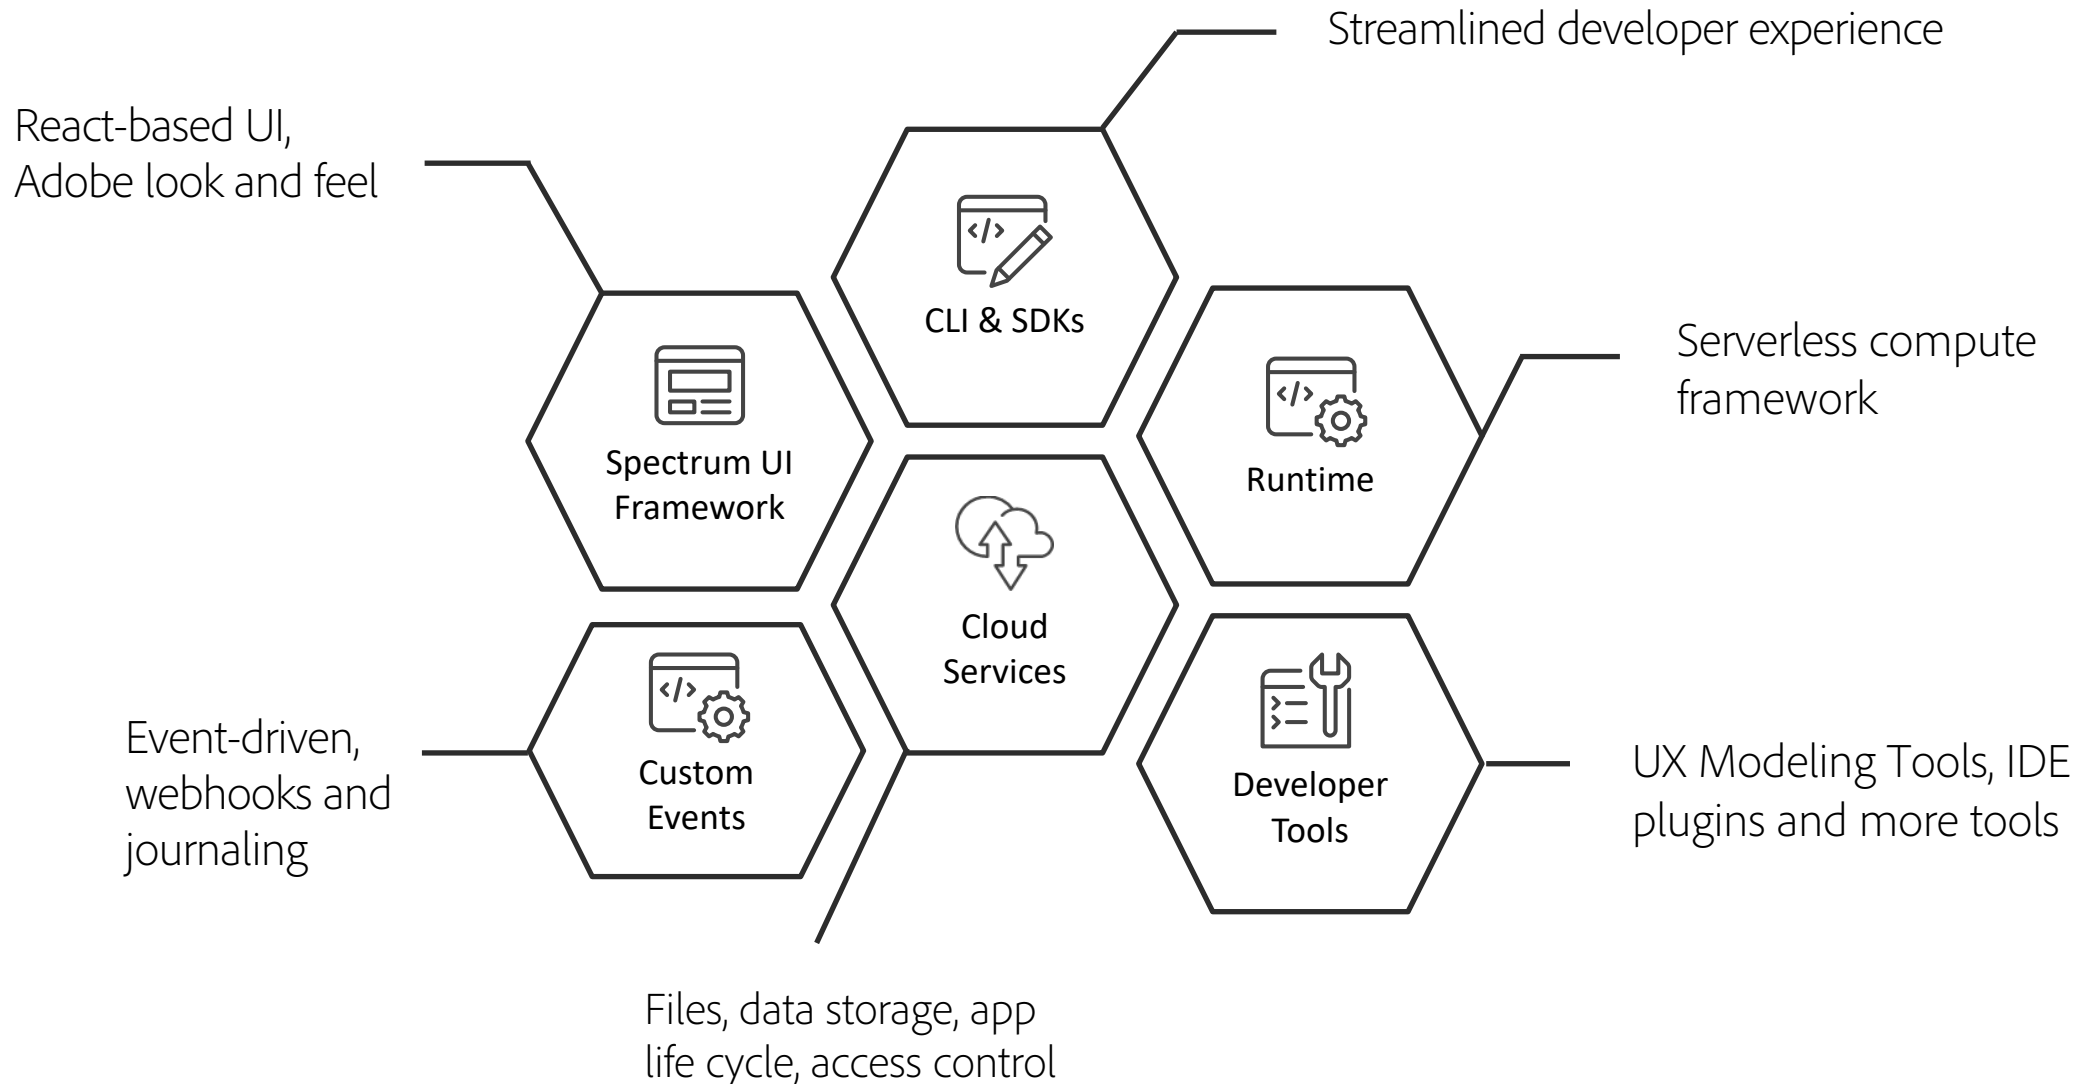 Streamlined developer experience
React-based UI,
Adobe look and feel
CLI & SDKs
Serverless compute
framework
Spectrum UI
Framework
Runtime
Cloud
Services
Event-driven,
webhooks and
journaling
Custom
Events
Developer
Tools
UX Modeling Tools, IDE
plugins and more tools
Files, data storage, app
life cycle, access control